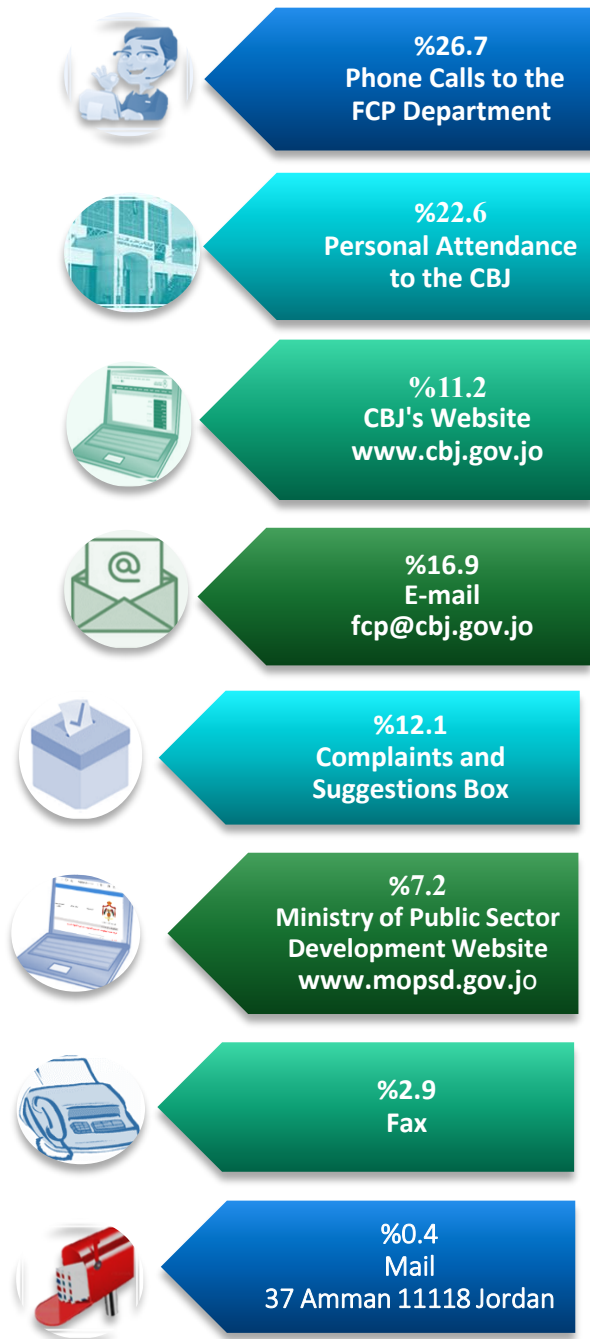 %26.7
Phone Calls to the
FCP Department
%22.6
Personal Attendance
to the CBJ
%11.2
CBJ's Website
www.cbj.gov.jo
@
%16.9
E-mail
fcp@cbj.gov.jo
%12.1
Complaints and
Suggestions Box
%7.2
Ministry of Public Sector
Development Website
www.mopsd.gov.jo
%2.9
Fax
%0.4
Mail
37 Amman 11118 Jordan